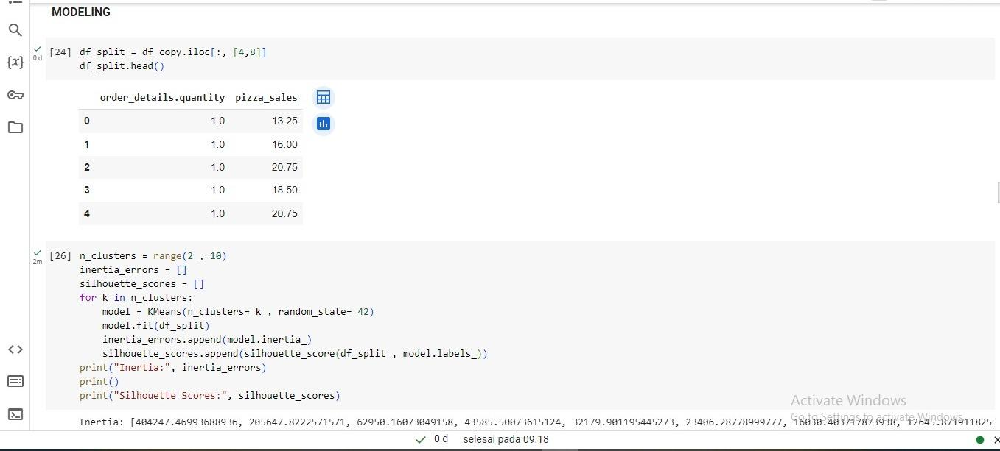 MODELING
[24] df_split = df_copy.iloc[:, [4,8]]
0 d
df_split.head()
order_details.quantity pizza_sales
0 1.0 13.25
1 1.0 16.00
2 1.0 20.75
3 1.0 18.50
4 1.0 20.75
[26] n_clusters = range(2 , 10)
2m
inertia_errors = []
silhouette_scores = []
for k in n_clusters:
model = KMeans(n_clusters= k , random_state= 42)
model.fit(df_split)
inertia_errors.append(model.inertia_)
silhouette_scores.append(silhouette_score(df_split , model.labels_))
print("Inertia:", inertia_errors)
print()
print("Silhouette Scores:", silhouette_scores)
Activate Windows
Go to Settings to activate Windows.
Inertia: [404247.46993688936, 205647.8222571571, 62950.16073049158, 43585.50073615124, 32179.901195445273, 23406.28778999777, 16030.403717873938,
0 d selesai pada 09.18